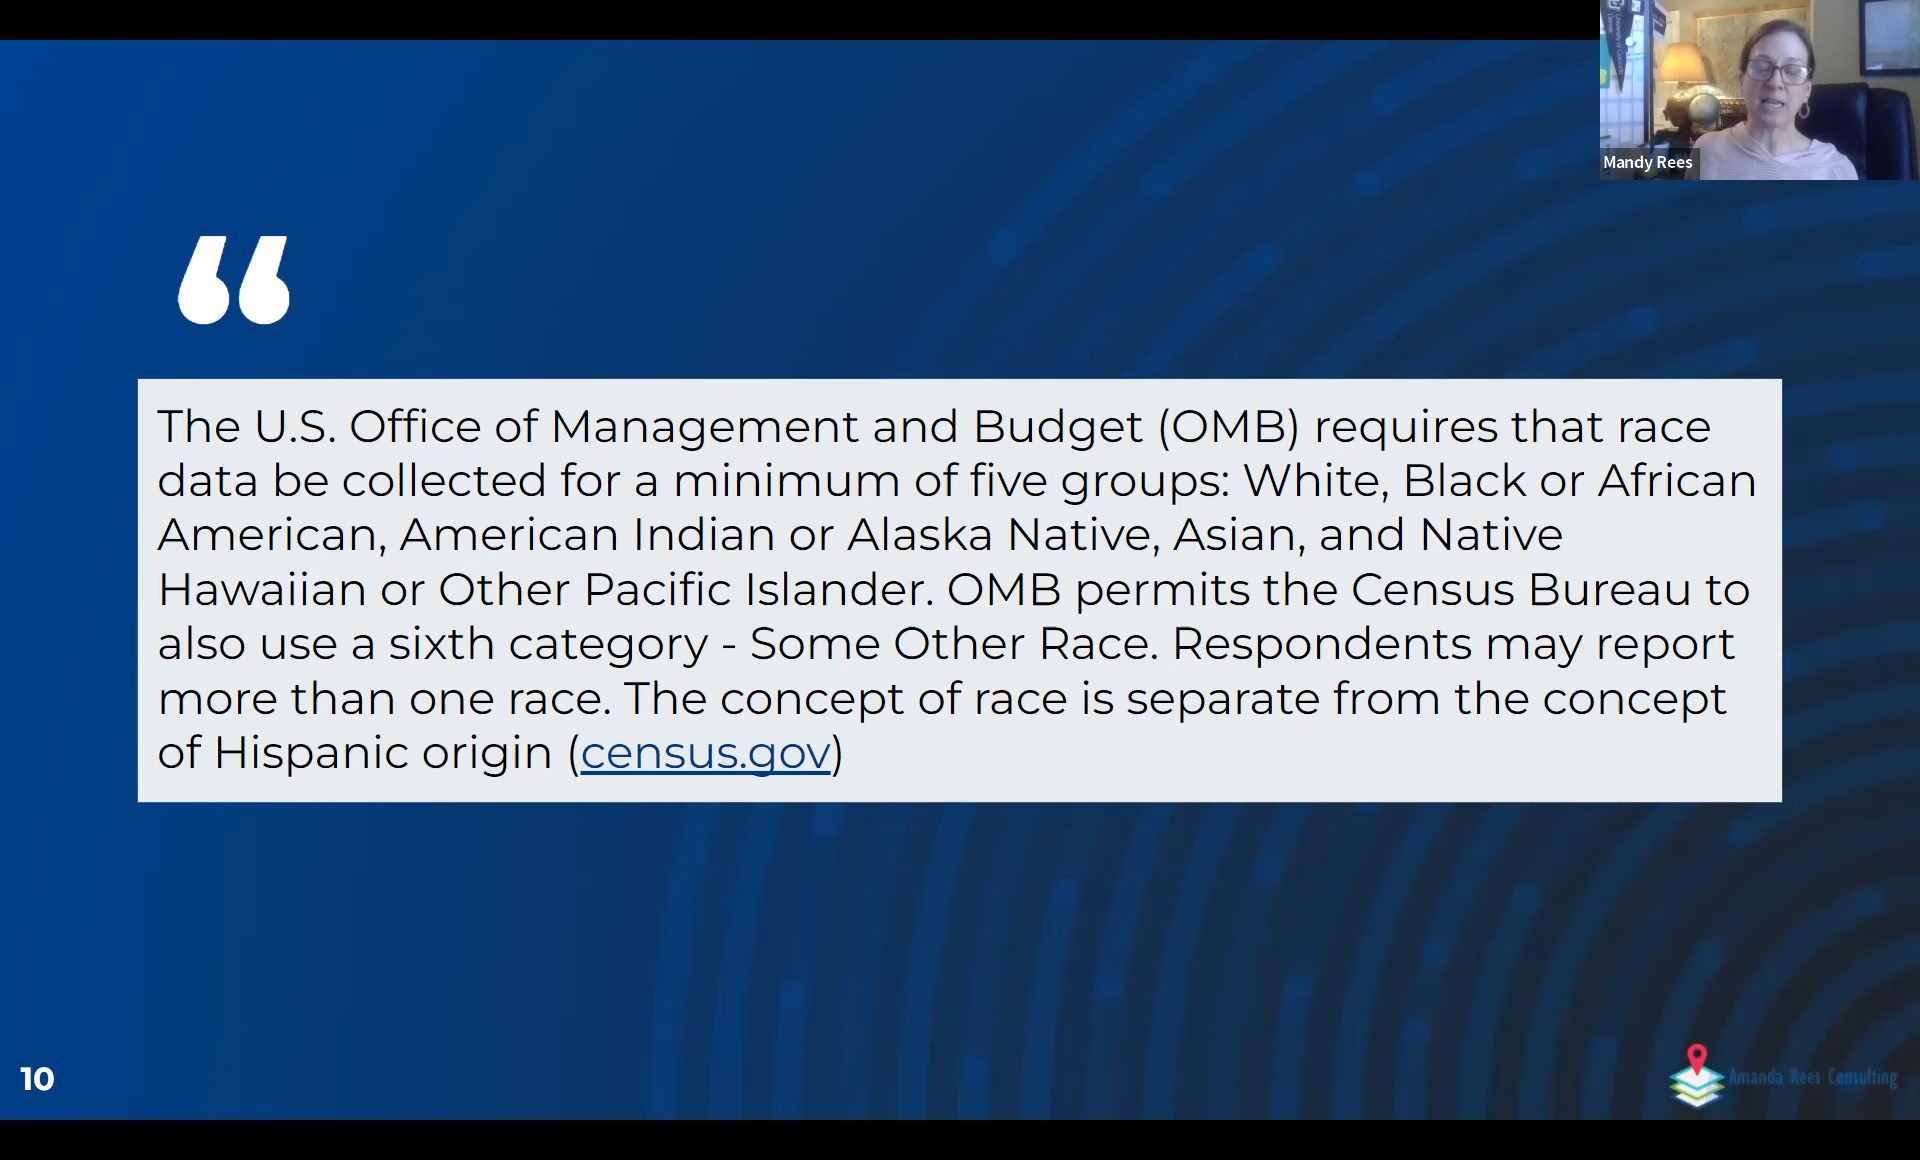 University of Colorado
Denver
Mandy Rees
The U.S. Office of Management and Budget (OMB) requires that race
data be collected for a minimum of five groups: White, Black or African
American, American Indian or Alaska Native, Asian, and Native
Hawaiian or Other Pacific Islander. OMB permits the Census Bureau to
also use a sixth category - Some Other Race. Respondents may report
more than one race. The concept of race is separate from the concept
of Hispanic origin (census.gov)
10
Amanda Rees Consulting